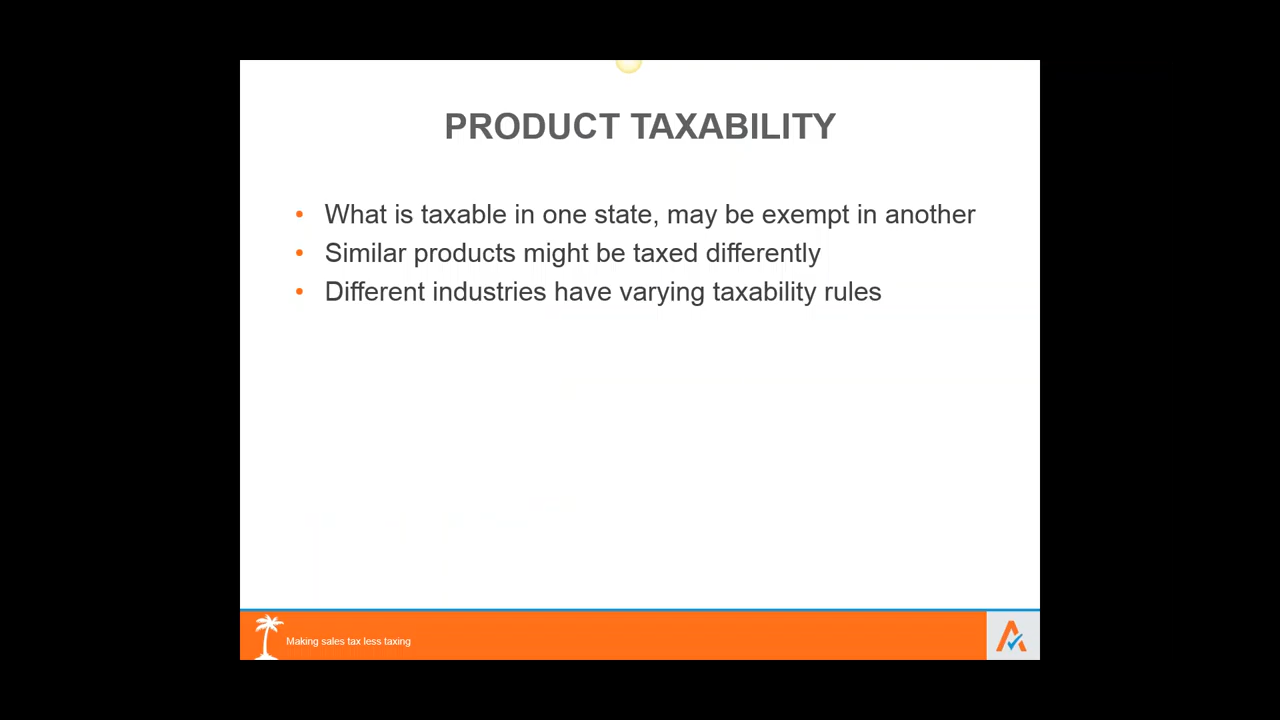 PRODUCT TAXABILITY
• What is taxable in one state, may be exempt in another
• Similar products might be taxed differently
• Different industries have varying taxability rules
Making sales tax less taxing